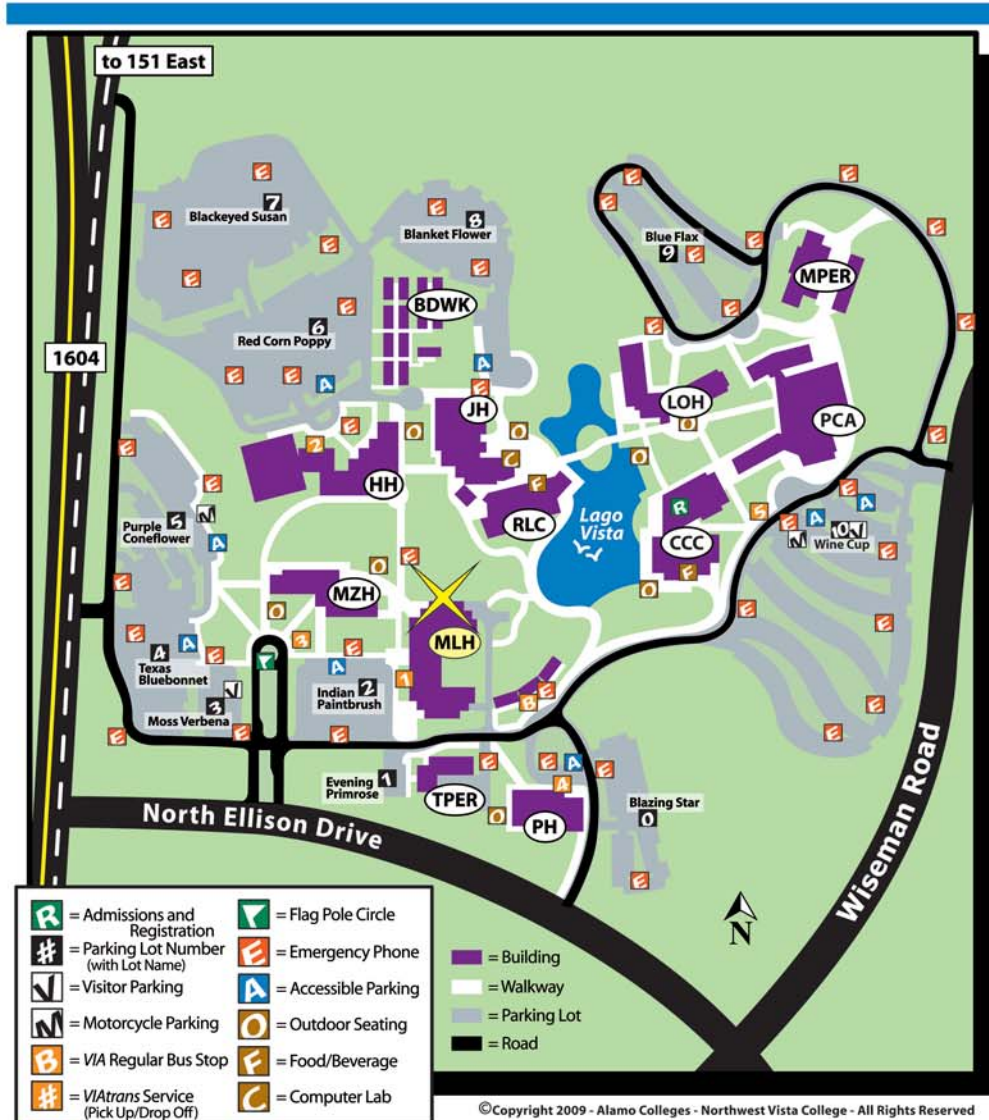 to 151 East
7
Blackeyed Susan
8
Blanket Flower
Blue Flax
9
MPER
BDWK
6
Red Corn Poppy
1604
JH
LOH
PCA
HH
2
C
F
RLC
Lago
Vista
R
CCC
F
5
Purple
Coneflower
5
M
M
10 V
Wine Cup
MZH
MLH
3
1
4
Texas
Bluebonnet
V
3
Moss Verbena
Indian
Paintbrush
2
B
Evening
Primrose
1
TPER
4
PH
Blazing Star
0
North Ellison Drive
Wiseman Road
N
R = Admissions and
Registration
# = Parking Lot Number
(with Lot Name)
V = Visitor Parking
M = Motorcycle Parking
B = VIA Regular Bus Stop
# = VIAtrans Service
(Pick Up/Drop Off)
= Flag Pole Circle
E = Emergency Phone
A = Accessible Parking
O = Outdoor Seating
F = Food/Beverage
C = Computer Lab
= Building
= Walkway
= Parking Lot
= Road
©Copyright 2009 - Alamo Colleges - Northwest Vista College - All Rights Reserved